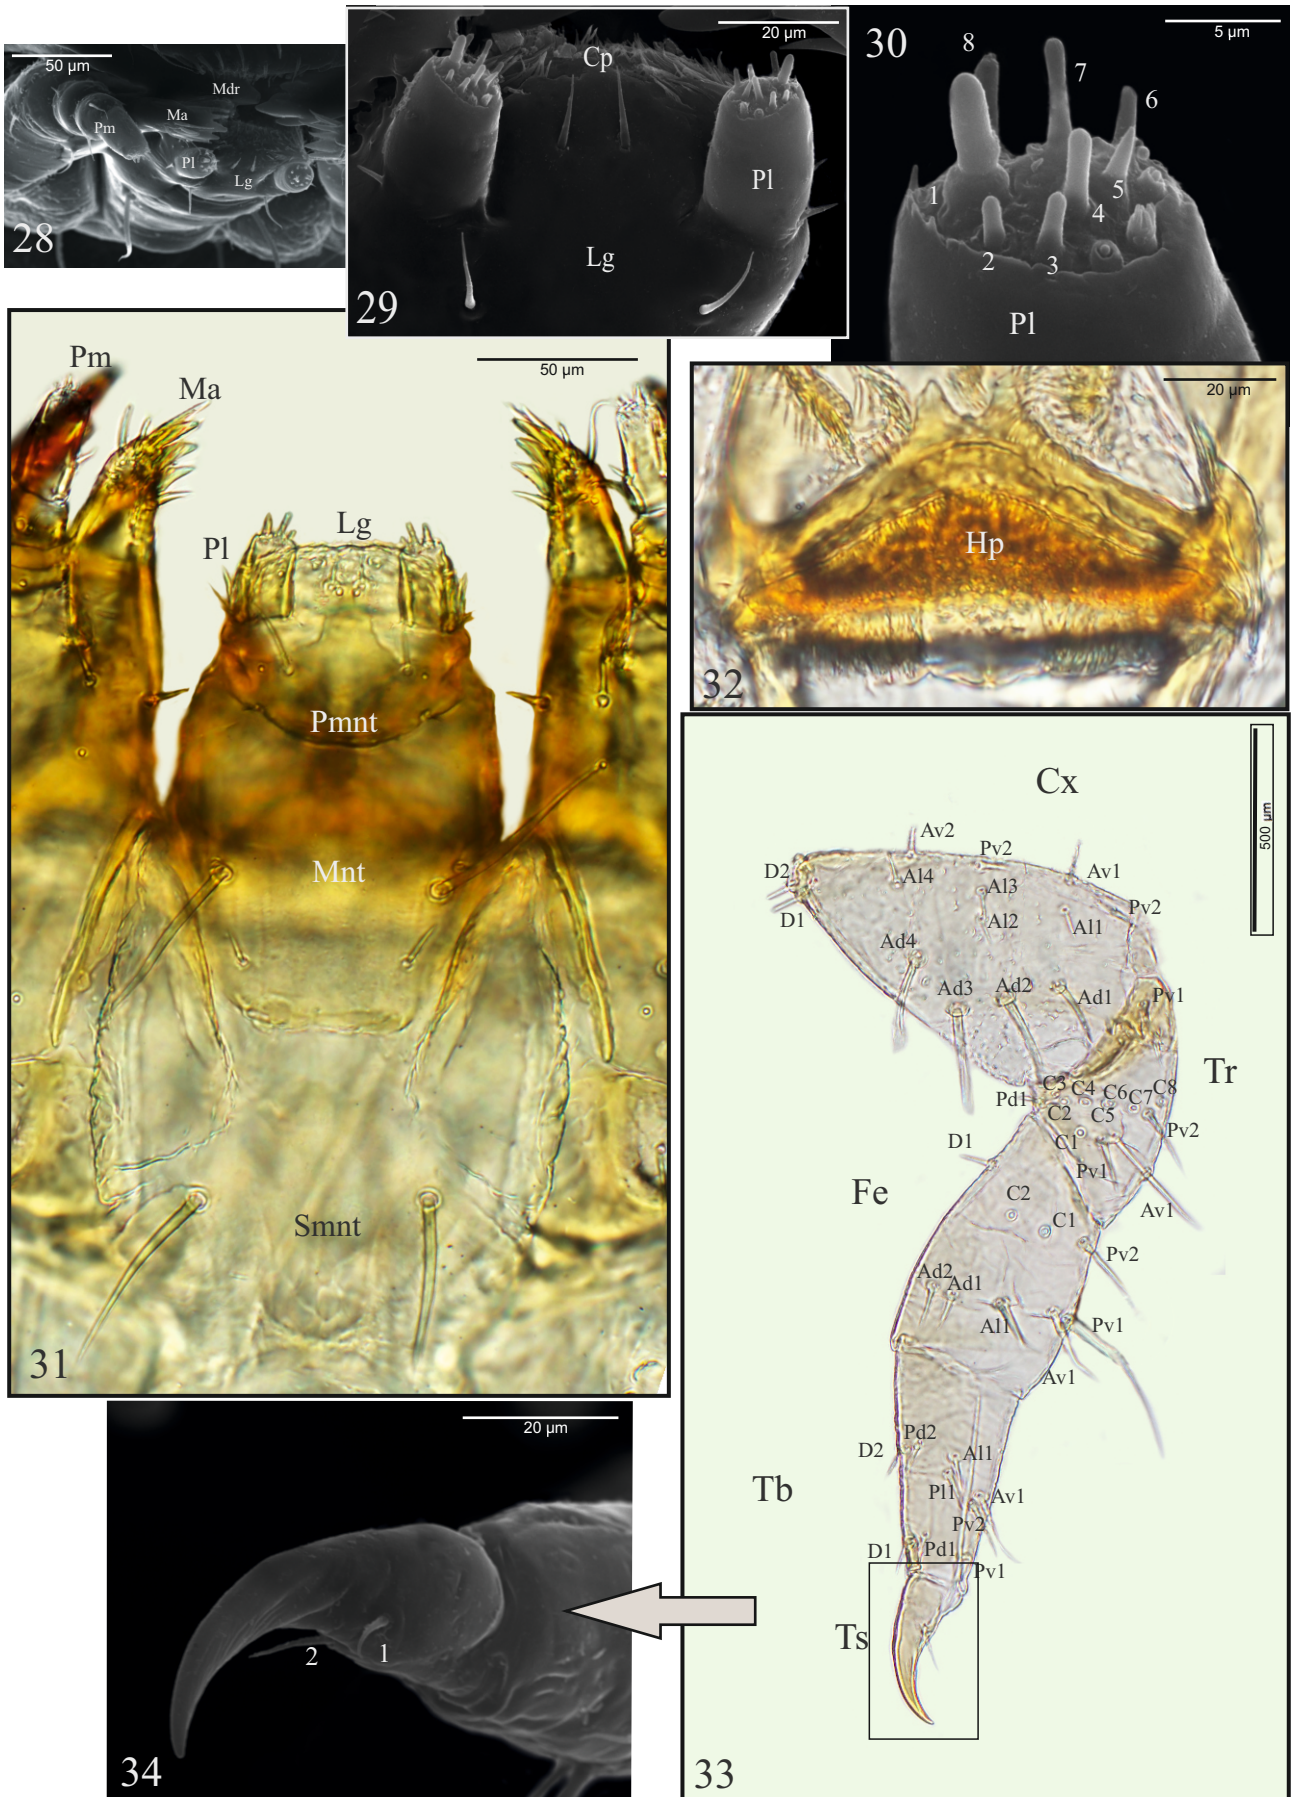 50 µm
Mdr
Ma
Pm
Pl
Lg
28
20 µm
Cp
Pl
Lg
29
30
5 µm
8
7
6
1
5
4
2
3
Pl
Pm
Ma
50 µm
Lg
Pl
Pmnt
Mnt
Smnt
31
20 µm
Hp
32
Cx
500 µm
Av2
Pv2
Av1
D2
Al4
Al3
D1
Al2
Al1
Pv2
Ad4
Ad3
Ad2
Ad1
Pv1
Tr
C3
C4
C6
C8
Pd1
C2
C5
C7
C1
Pv2
D1
Pv1
Fe
C2
C1
Av1
Pv2
Ad2
Ad1
Al1
Pv1
Av1
Pd2
D2
Al1
Tb
Pl1
Av1
Pv2
D1
Pd1
Pv1
Ts
33
20 µm
2
1
34